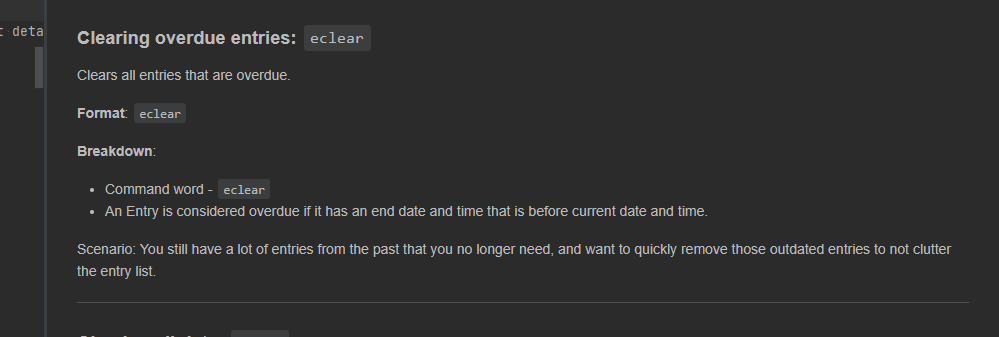 t deta
Clearing overdue entries: eclear
Clears all entries that are overdue.
Format: eclear
Breakdown:
• Command word - eclear
• An Entry is considered overdue if it has an end date and time that is before current date and time.
Scenario: You still have a lot of entries from the past that you no longer need, and want to quickly remove those outdated entries to not clutter
the entry list.